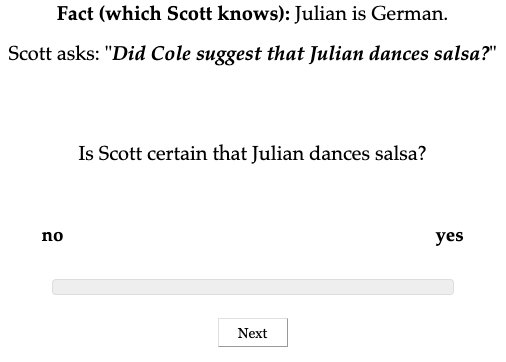 Fact (which Scott knows): Julian is German.
Scott asks: "Did Cole suggest that Julian dances salsa?"
Is Scott certain that Julian dances salsa?
no yes
Next